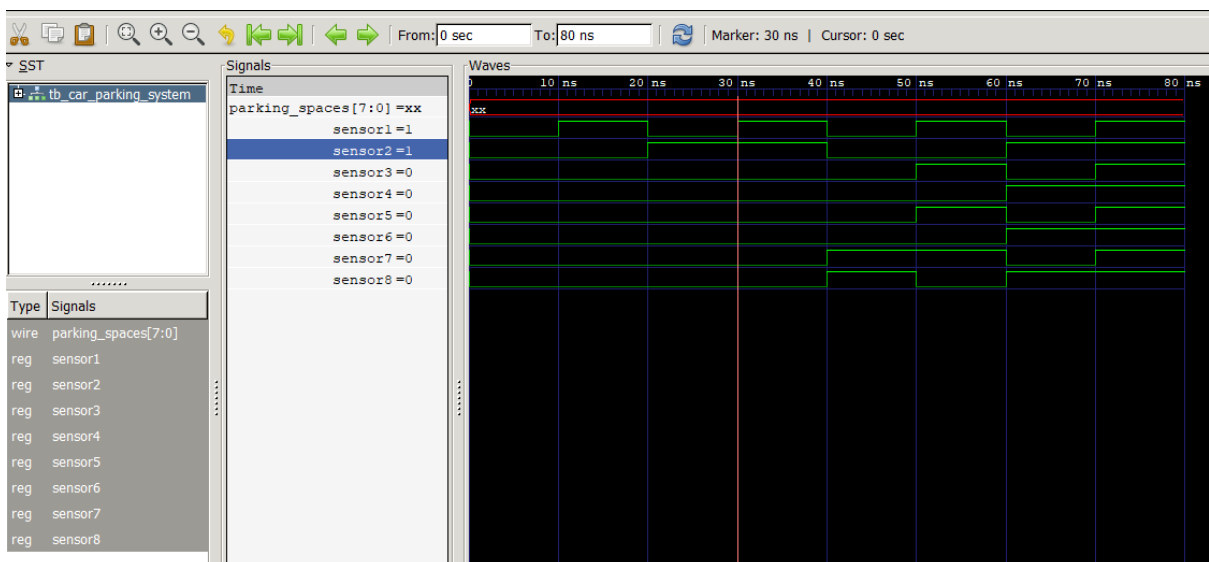 From: 0 sec To: 80 ns Marker: 30 ns | Cursor: 0 sec
SST
tb_car_parking_system
Signals
Time
parking_spaces[7:0]=xx
sensor1=1
sensor2=1
sensor3=0
sensor4=0
sensor5=0
sensor6=0
sensor7=0
sensor8=0
Waves
0 10 ns 20 ns 30 ns 40 ns 50 ns 60 ns 70 ns 80 ns
xx
Type Signals
wire parking_spaces[7:0]
reg sensor1
reg sensor2
reg sensor3
reg sensor4
reg sensor5
reg sensor6
reg sensor7
reg sensor8